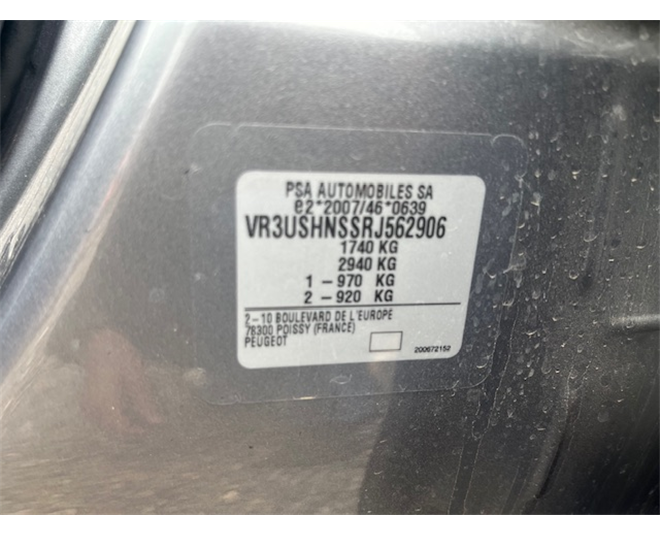 PSA AUTOMOBILES SA
e2*2007/46*0639
VR3USHNSSRJ562906
1740 KG
2940 KG
1 -970 KG
2 -920 KG
2-10 BOULEVARD DE L'EUROPE
78300 POISSY (FRANCE)
PEUGEOT
200672152